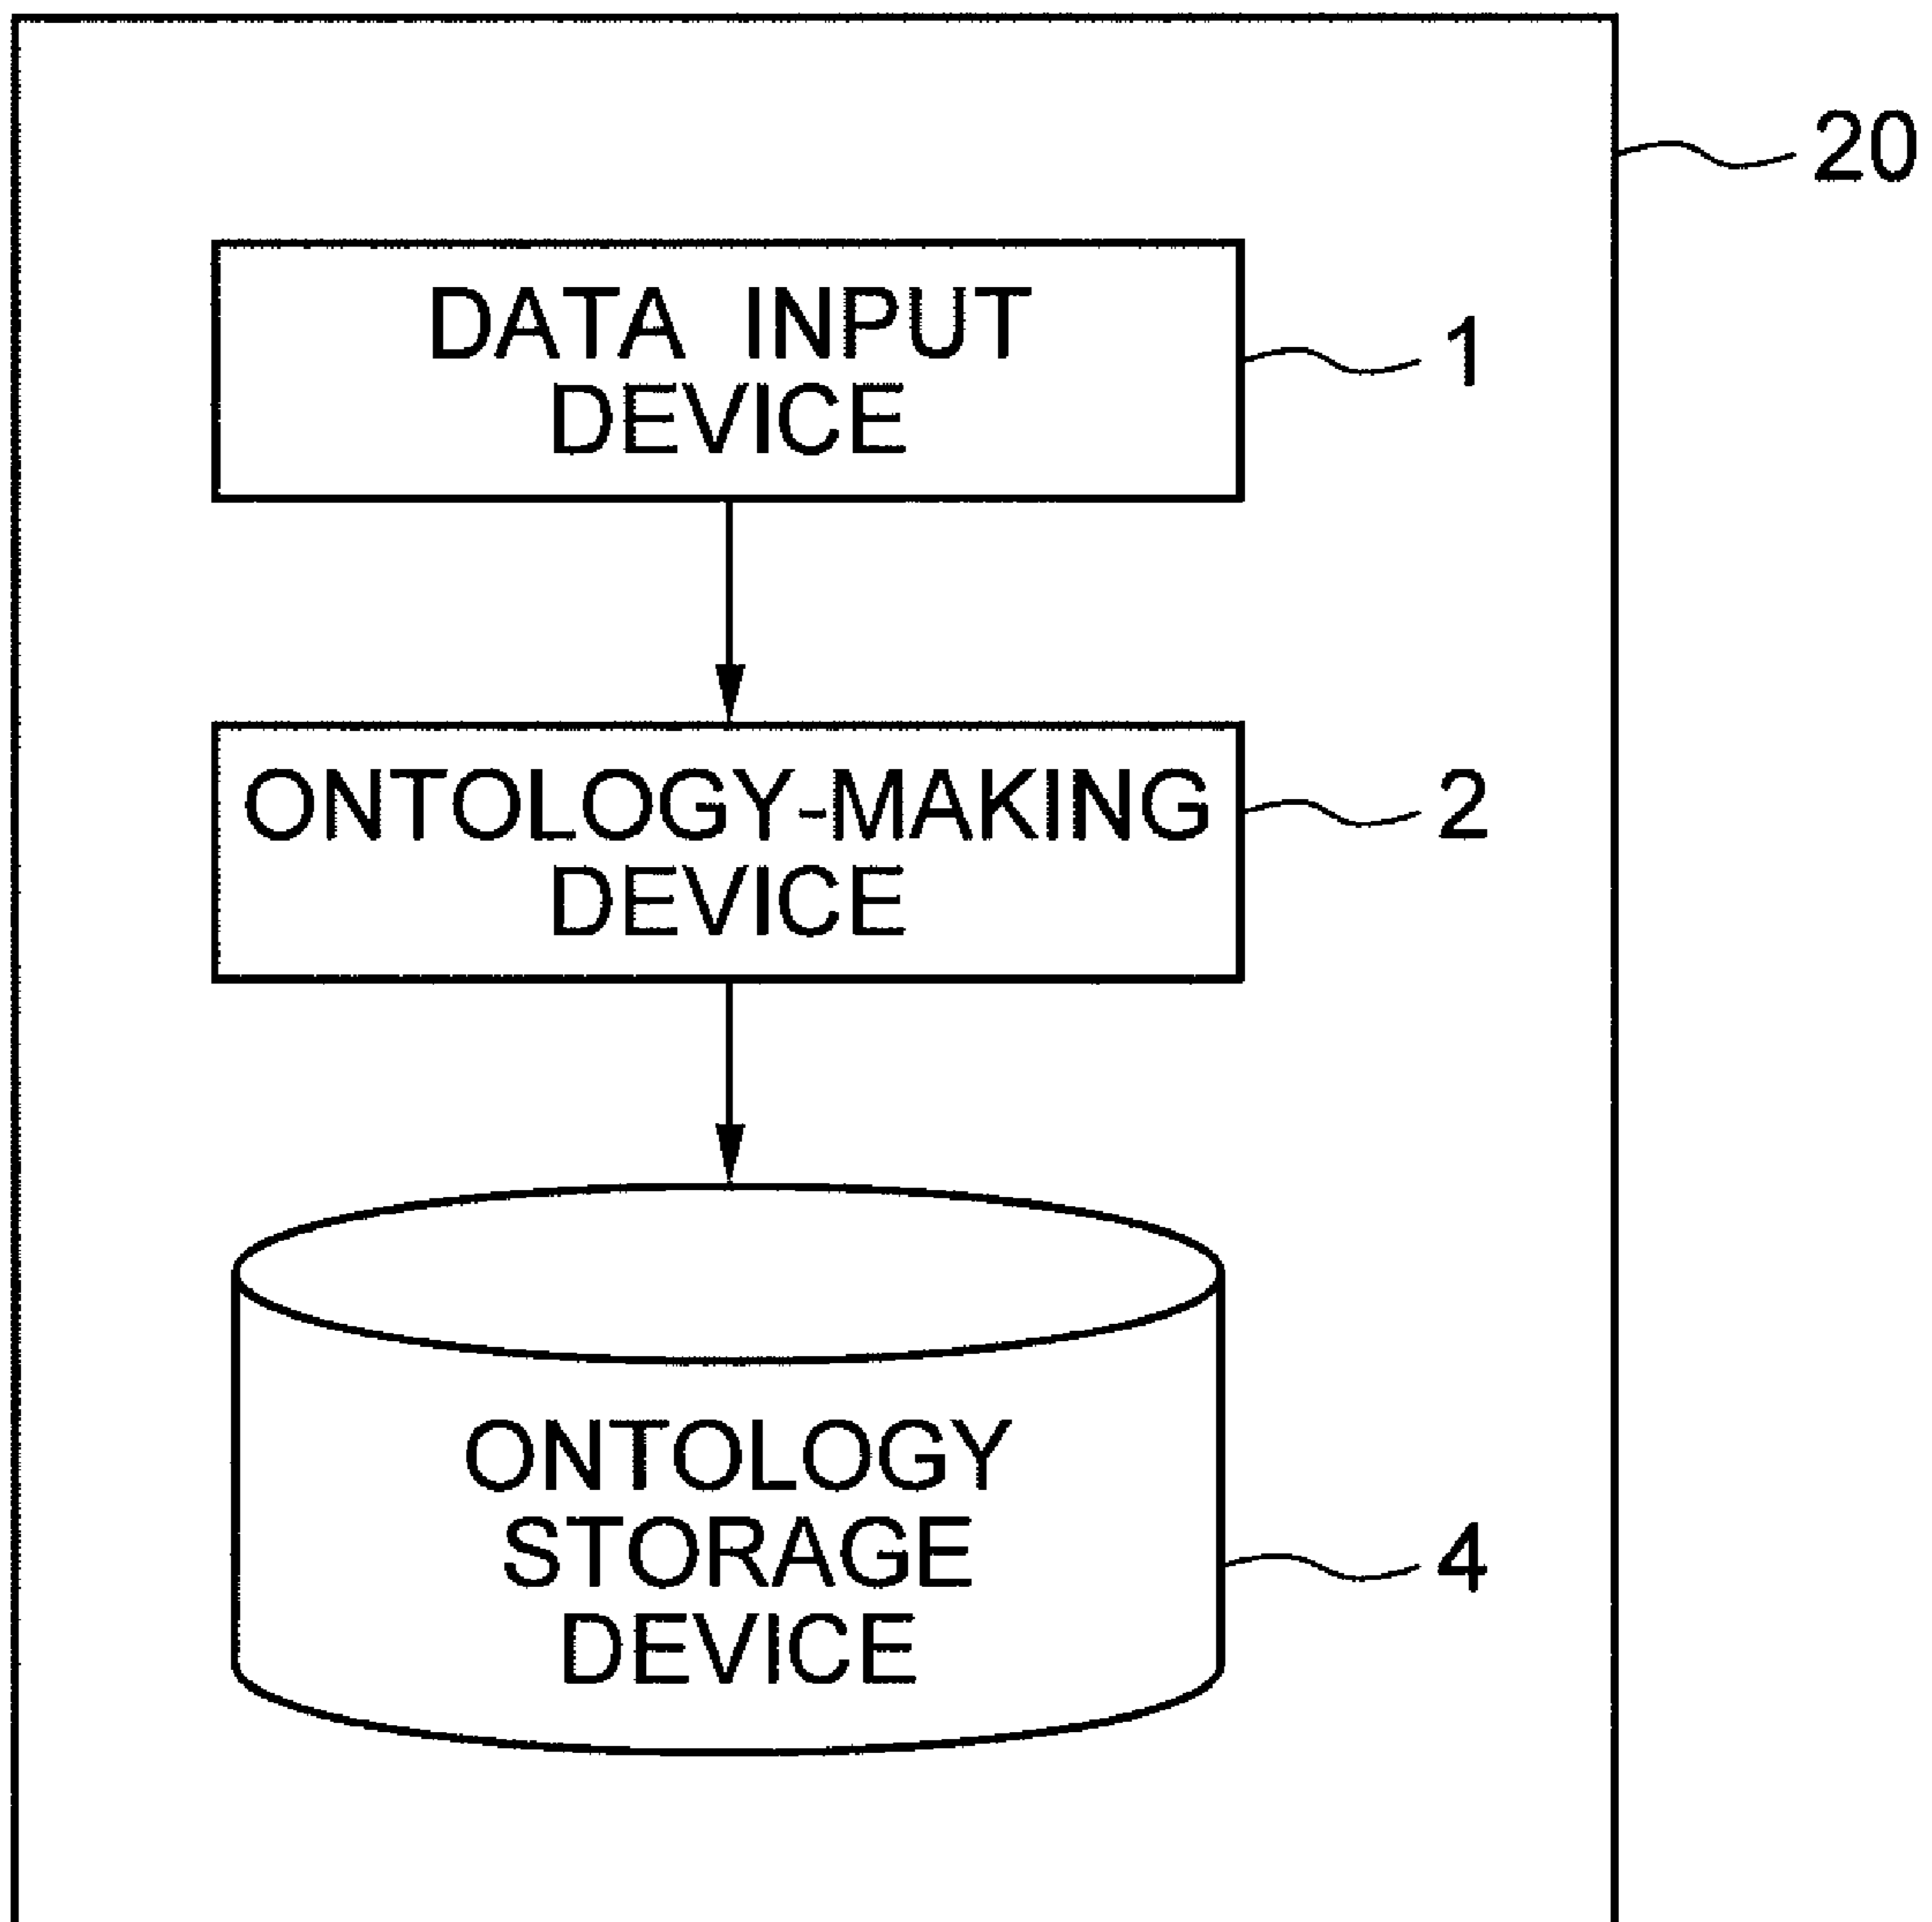 20
DATA INPUT
DEVICE
1
ONTOLOGY-MAKING
DEVICE
2
ONTOLOGY
STORAGE
DEVICE
4